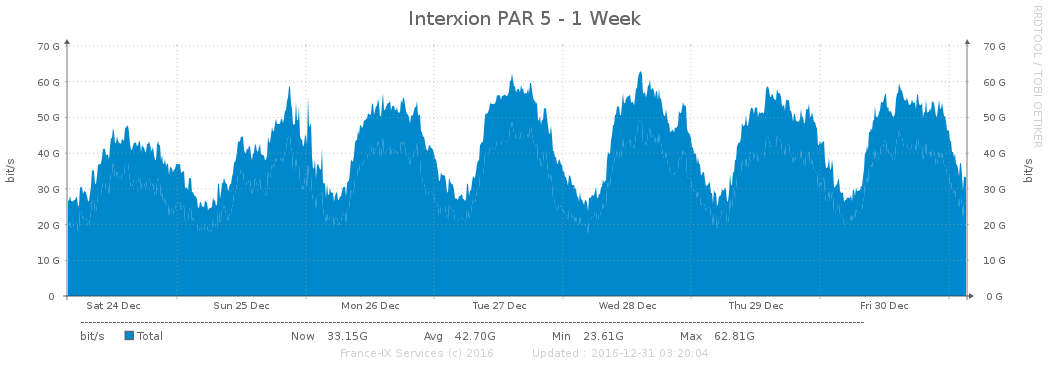 Interxion PAR 5 - 1 Week
RRDTOOL / TOBI OETIKER
70 G 70 G
60 G 60 G
50 G 50 G
40 G 40 G
30 G 30 G
20 G 20 G
10 G 10 G
0 0 G
bit/s
bit/s
Sat 24 Dec Sun 25 Dec Mon 26 Dec Tue 27 Dec Wed 28 Dec Thu 29 Dec Fri 30 Dec
bit/s Total Now 33.15G Avg 42.70G Min 23.61G Max 62.81G
France-IX Services (c) 2016 Updated : 2016-12-31 03:20:04